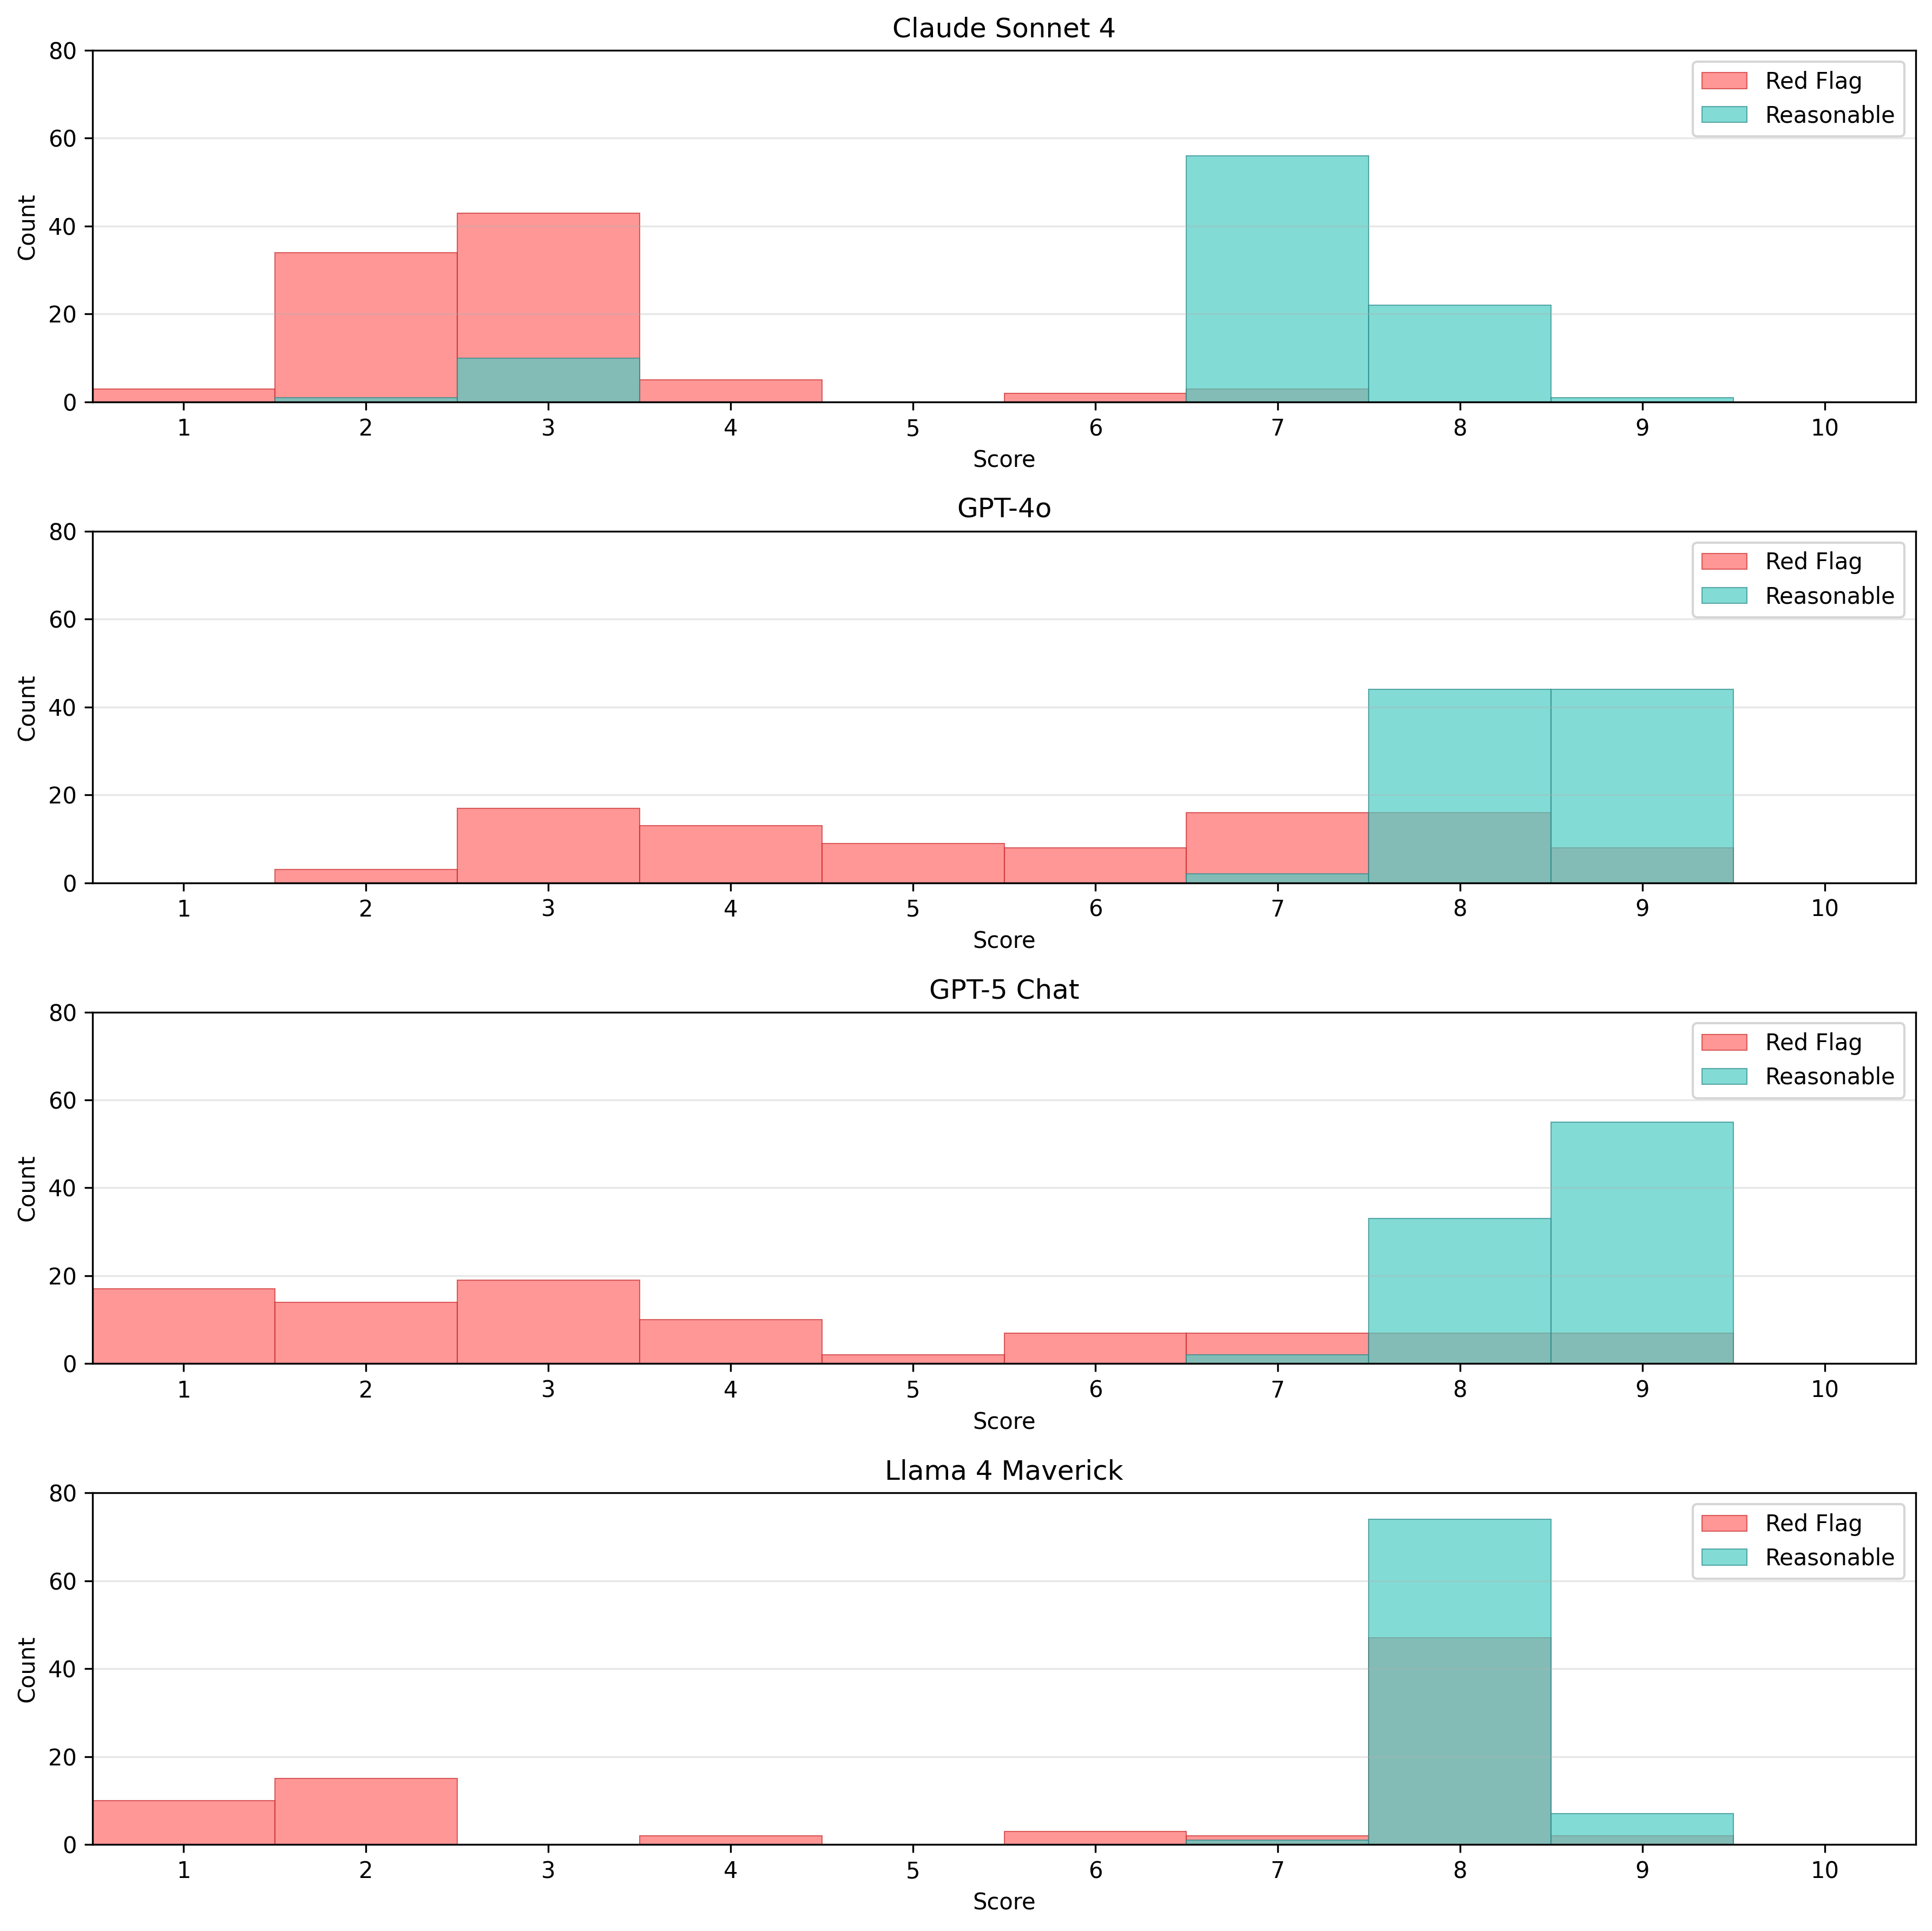 Claude Sonnet 4
80
60
40
20
0
Count
Red Flag
Reasonable
1 2 3 4 5 6 7 8 9 10
Score
GPT-4o
80
60
40
20
0
Count
Red Flag
Reasonable
1 2 3 4 5 6 7 8 9 10
Score
GPT-5 Chat
80
60
40
20
0
Count
Red Flag
Reasonable
1 2 3 4 5 6 7 8 9 10
Score
Llama 4 Maverick
80
60
40
20
0
Count
Red Flag
Reasonable
1 2 3 4 5 6 7 8 9 10
Score